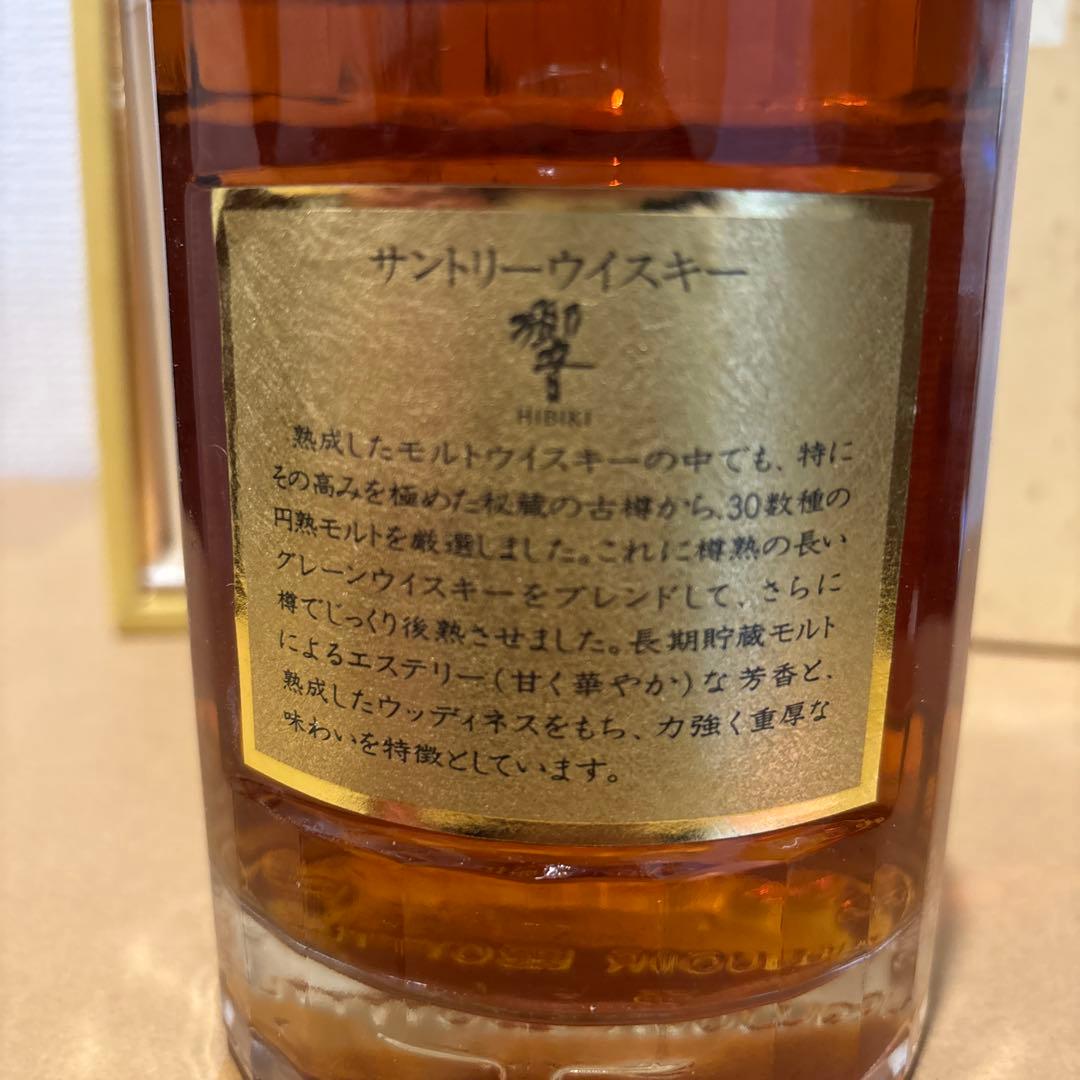 サントリーウイスキー
響
HIBIKI
熟成したモルトウイスキーの中でも、特に
その高みを極めた秘蔵の古樽から、30数種の
円熟モルトを厳選しました。これに樽熟の長い
グレーンウイスキーをブレンドして、さらに
樽でじっくり後熟させました。長期貯蔵モルト
によるエステリー(甘く華やか)な芳香と、
熟成したウッディネスをもち、力強く重厚な
味わいを特徴としています。